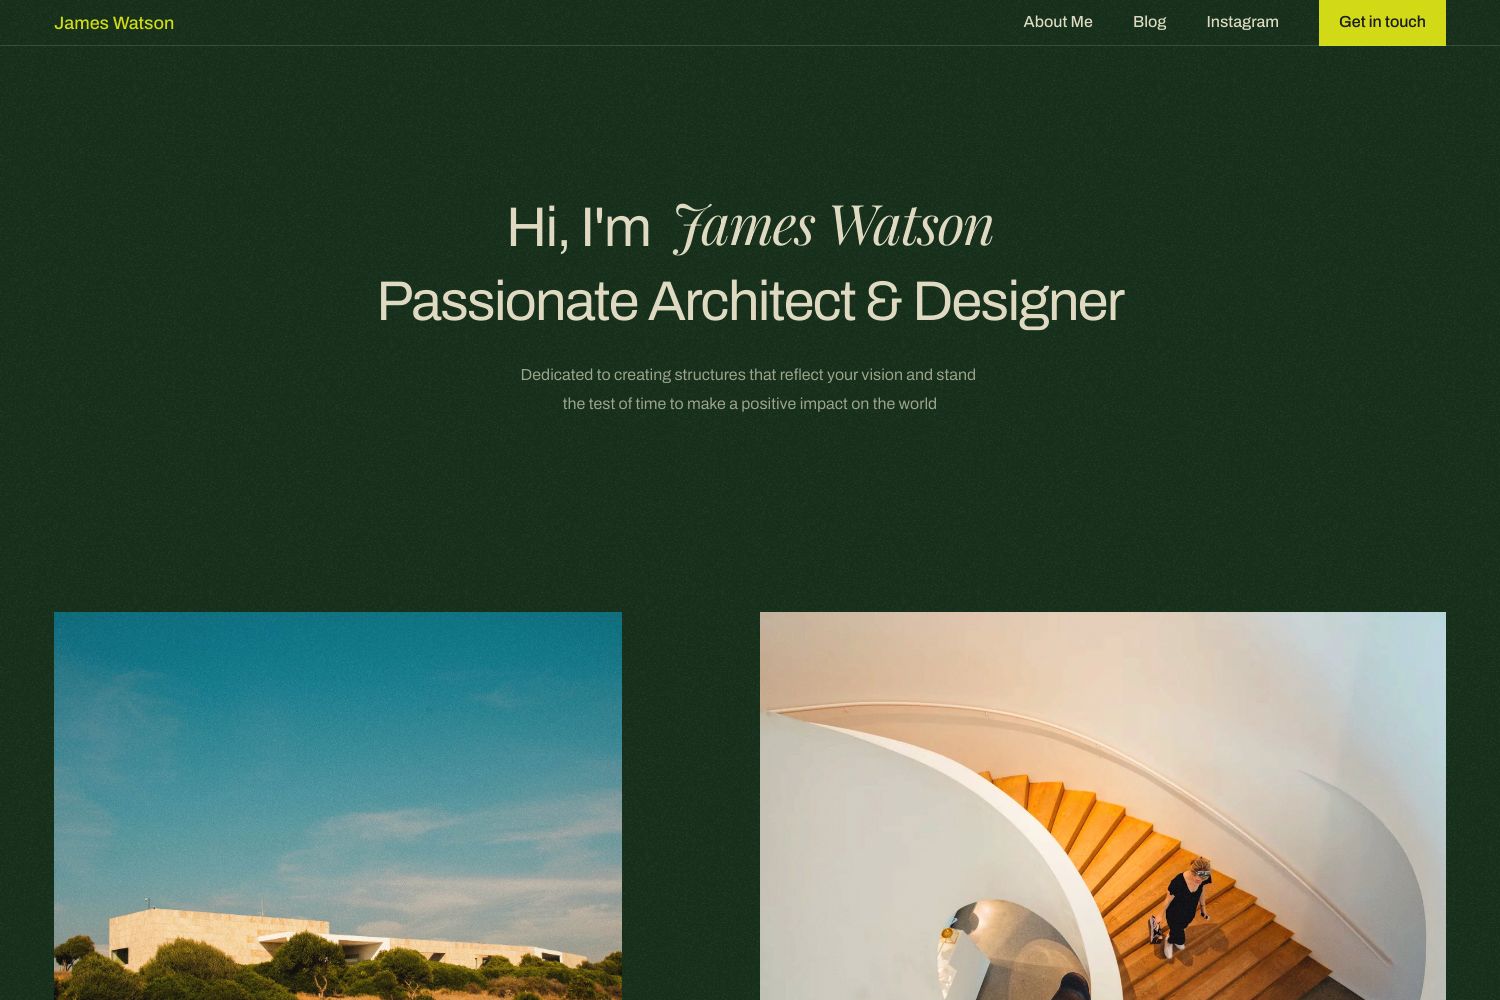 James Watson
About Me
Blog
Instagram
Get in touch
Hi, I'm James Watson
Passionate Architect & Designer
Dedicated to creating structures that reflect your vision and stand
the test of time to make a positive impact on the world